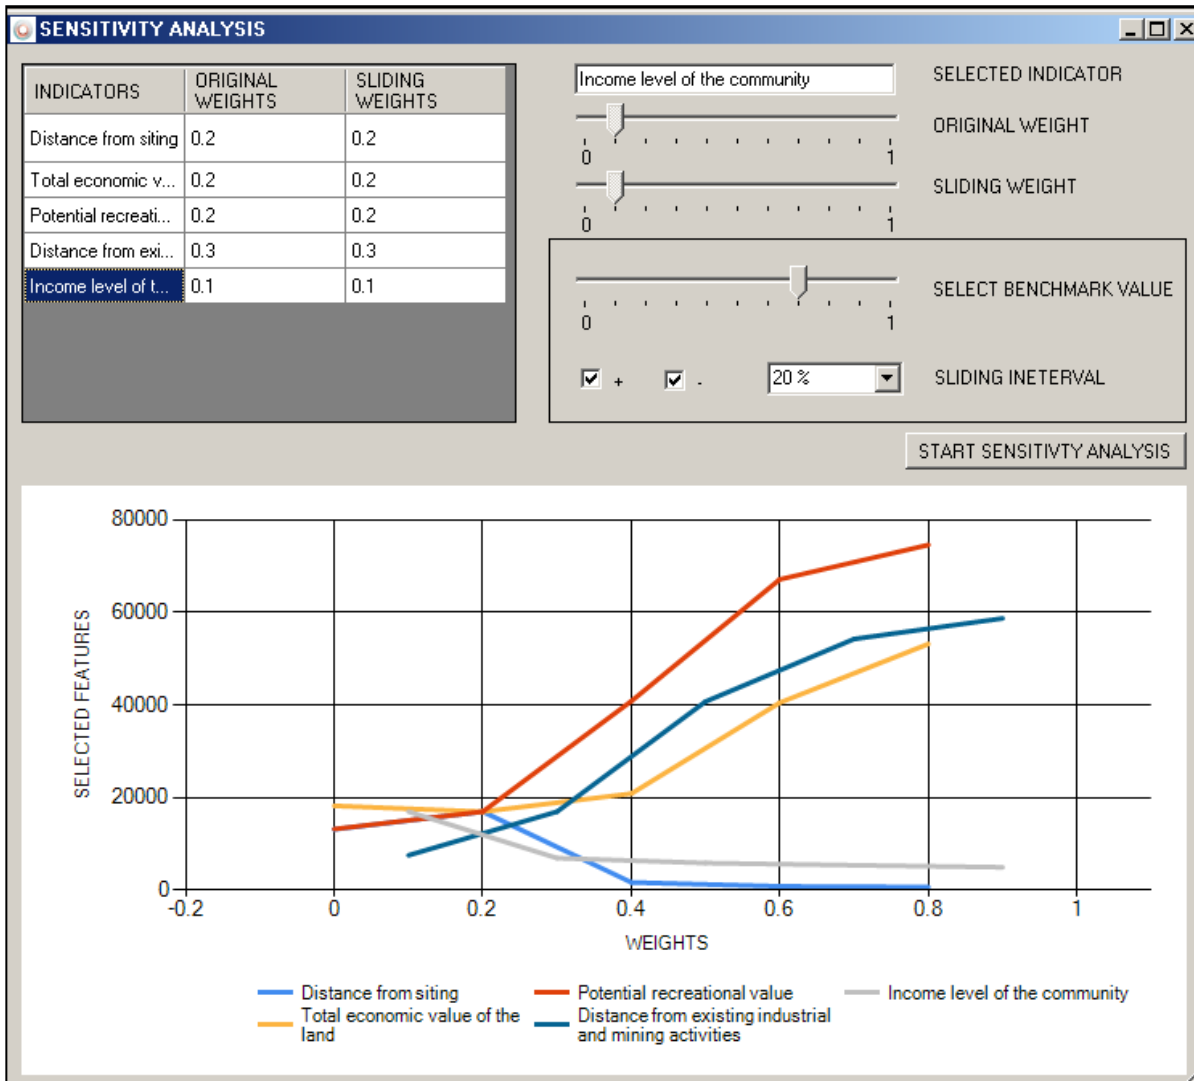 SENSITIVITY ANALYSIS
INDICATORS ORIGINAL WEIGHTS SLIDING WEIGHTS
Distance from siting 0.2 0.2
Total economic v... 0.2 0.2
Potential recreati... 0.2 0.2
Distance from exi... 0.3 0.3
Income level of t... 0.1 0.1
Income level of the community SELECTED INDICATOR
ORIGINAL WEIGHT
0 1
SLIDING WEIGHT
0 1
SELECT BENCHMARK VALUE
0 1
+ - 20 % SLIDING INETERVAL
START SENSITIVTY ANALYSIS
SELECTED FEATURES
80000
60000
40000
20000
0
-0.2 0 0.2 0.4 0.6 0.8 1
WEIGHTS
Distance from siting
Total economic value of the
land
Potential recreational value
Distance from existing industrial
and mining activities
Income level of the community